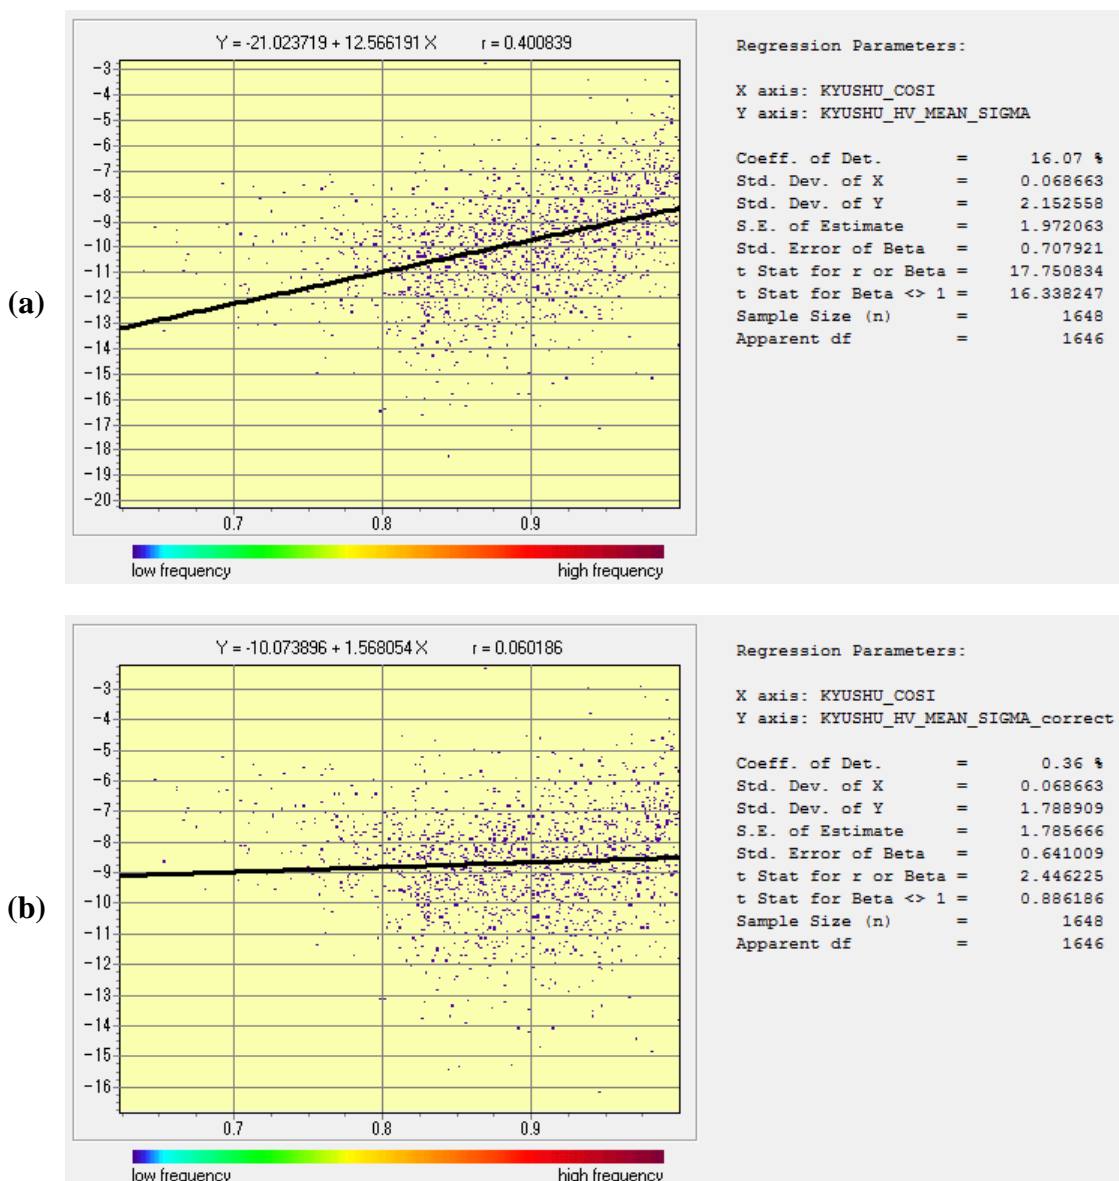 (a)
Y = -21.023719 + 12.566191 X r = 0.400839
-3
-4
-5
-6
-7
-8
-9
-10
-11
-12
-13
-14
-15
-16
-17
-18
-19
-20
0.7 0.8 0.9
low frequency high frequency
Regression Parameters:
X axis: KYUSHU_COSI
Y axis: KYUSHU_HV_MEAN_SIGMA
Coeff. of Det. = 16.07 %
Std. Dev. of X = 0.068663
Std. Dev. of Y = 2.152558
S.E. of Estimate = 1.972063
Std. Error of Beta = 0.707921
t Stat for r or Beta = 17.750834
t Stat for Beta <> 1 = 16.338247
Sample Size (n) = 1648
Apparent df = 1646
(b)
Y = -10.073896 + 1.568054 X r = 0.060186
-3
-4
-5
-6
-7
-8
-9
-10
-11
-12
-13
-14
-15
-16
0.7 0.8 0.9
low frequency high frequency
Regression Parameters:
X axis: KYUSHU_COSI
Y axis: KYUSHU_HV_MEAN_SIGMA_correct
Coeff. of Det. = 0.36 %
Std. Dev. of X = 0.068663
Std. Dev. of Y = 1.788909
S.E. of Estimate = 1.785666
Std. Error of Beta = 0.641009
t Stat for r or Beta = 2.446225
t Stat for Beta <> 1 = 0.886186
Sample Size (n) = 1648
Apparent df = 1646